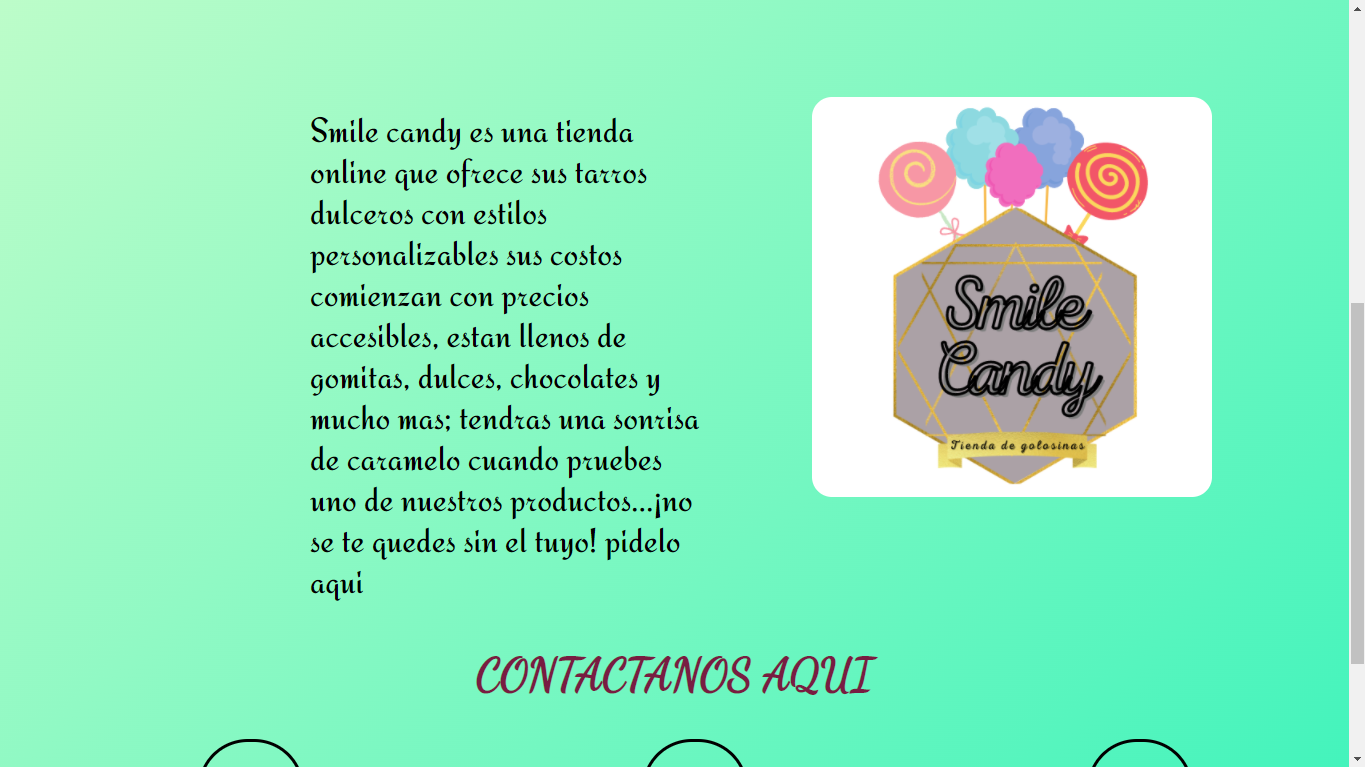 Smile candy es una tienda
online que ofrece sus tarros
dulceros con estilos
personalizables sus costos
comienzan con precios
accesibles, estan llenos de
gomitas, dulces, chocolates y
mucho mas; tendras una sonrisa
de caramelo cuando pruebes
uno de nuestros productos...¡no
se te quedes sin el tuyo! pidelo
aqui
Smile
Candy
Tienda de golosinas
CONTACTANOS AQUI